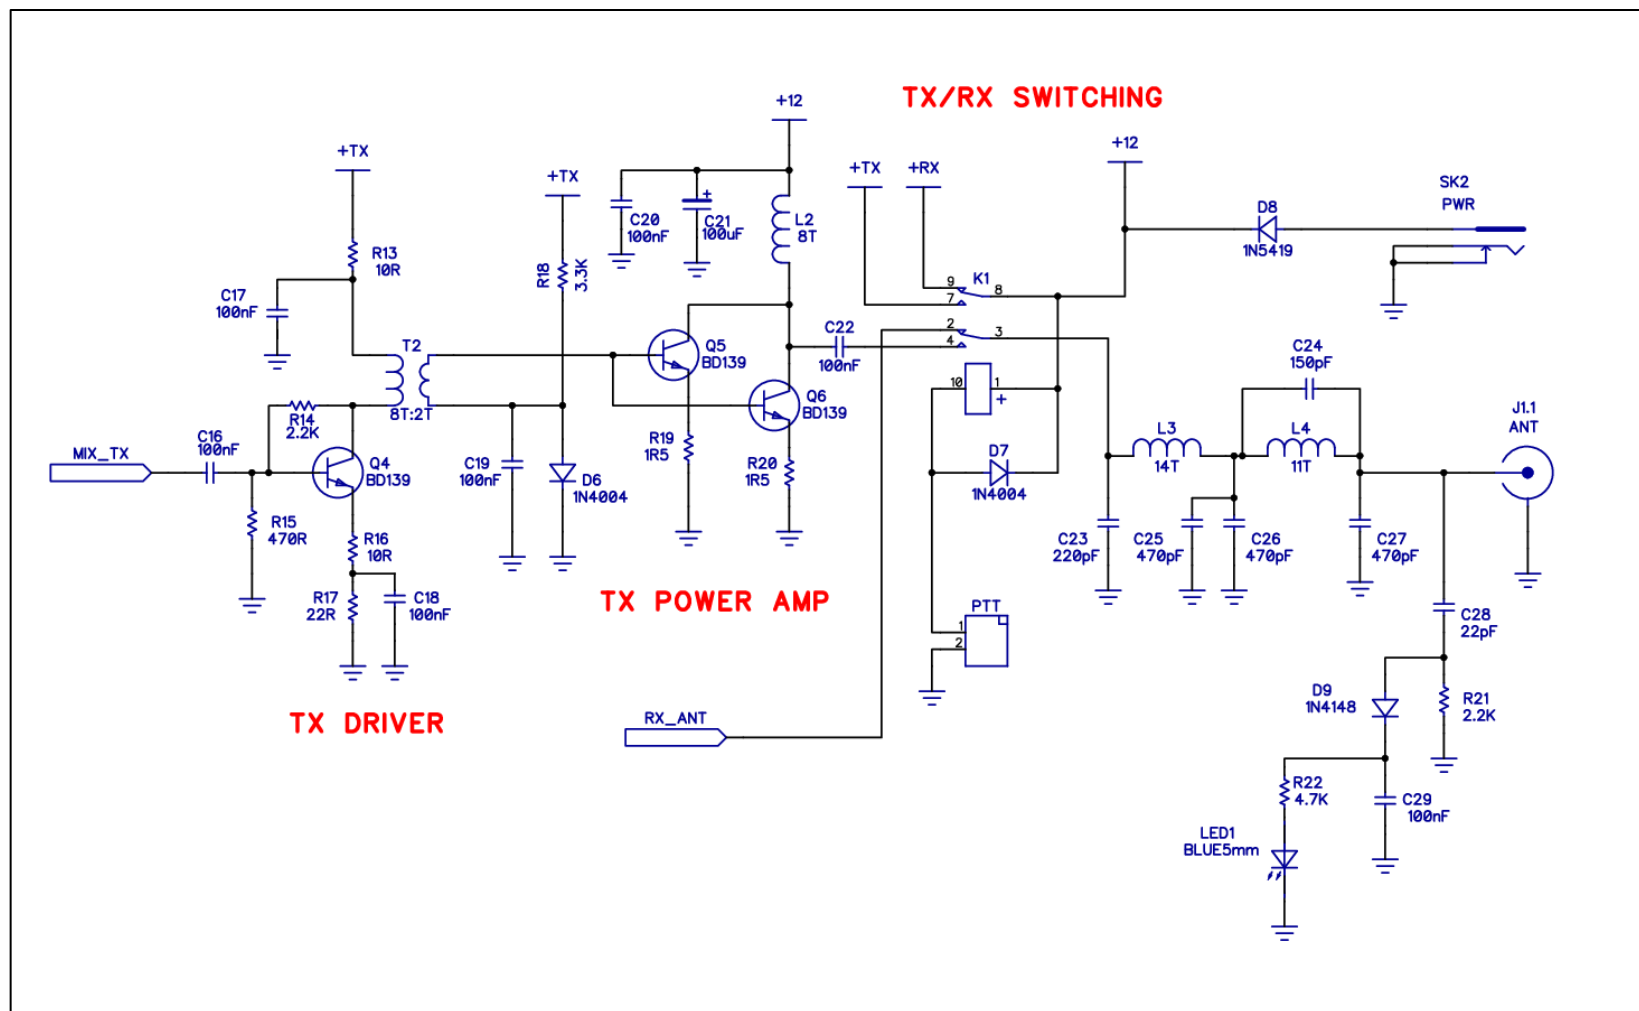 TX/RX SWITCHING
+12
+TX
+TX
C20
100nF
+
C21
100uF
L2
8T
+TX
+RX
+12
SK2
PWR
D8
1N5419
R13
10R
C17
100nF
R18
3.3K
9
7
K1
8
2
4
3
T2
8T:2T
Q5
BD139
C22
100nF
C24
150pF
R14
2.2K
Q6
BD139
10
1
+
J1.1
ANT
MIX_TX
C16
100nF
Q4
BD139
C19
100nF
D6
1N4004
R19
1R5
R20
1R5
D7
1N4004
L3
14T
L4
11T
R15
470R
R16
10R
C23
220pF
C25
470pF
C26
470pF
C27
470pF
R17
22R
C18
100nF
TX POWER AMP
PTT
1
2
C28
22pF
TX DRIVER
RX_ANT
D9
1N4148
R21
2.2K
R22
4.7K
C29
100nF
LED1
BLUE5mm